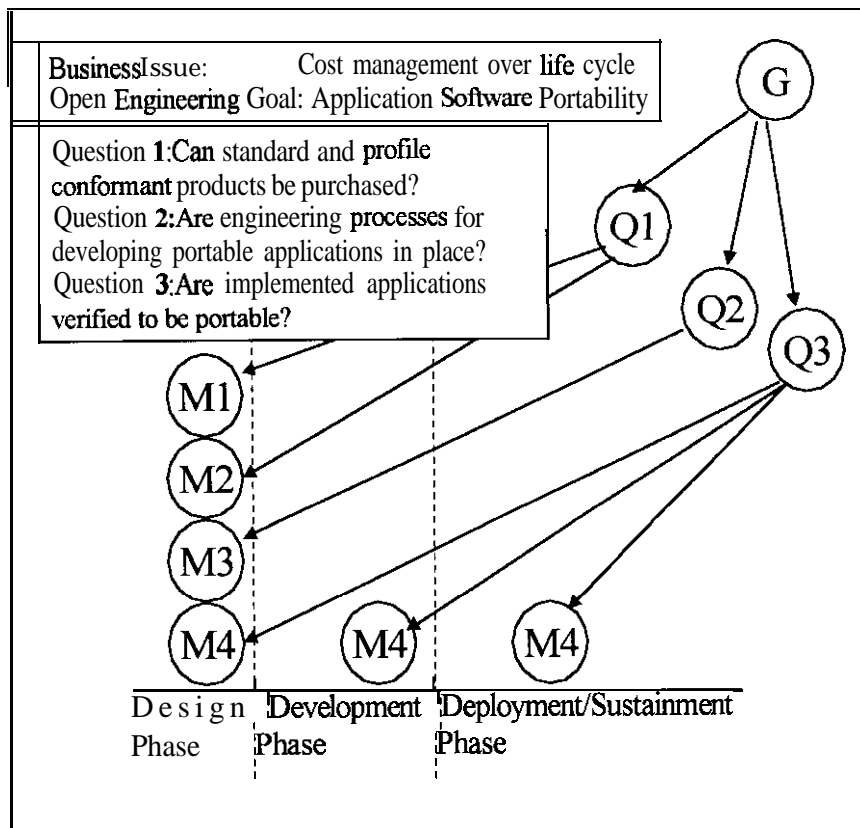 BusinessIssue: Cost management over life cycle
Open Engineering Goal: Application Software Portability
G
Question 1:Can standard and profile
conformant products be purchased?
Question 2:Are engineering processes for
developing portable applications in place?
Question 3:Are implemented applications
verified to be portable?
Q1
Q2
Q3
M1
M2
M3
M4 M4 M4
Design Development Deployment/Sustainment
Phase Phase Phase